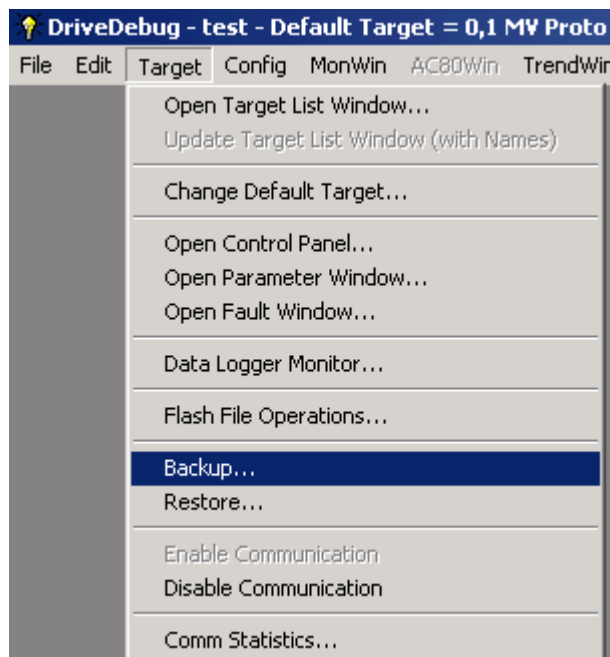 DriveDebug - test - Default Target = 0,1 MV Proto
File Edit Target Config MonWin AC80Win TrendWin
Open Target List Window...
Update Target List Window (with Names)
Change Default Target...
Open Control Panel...
Open Parameter Window...
Open Fault Window...
Data Logger Monitor...
Flash File Operations...
Backup...
Restore...
Enable Communication
Disable Communication
Comm Statistics...